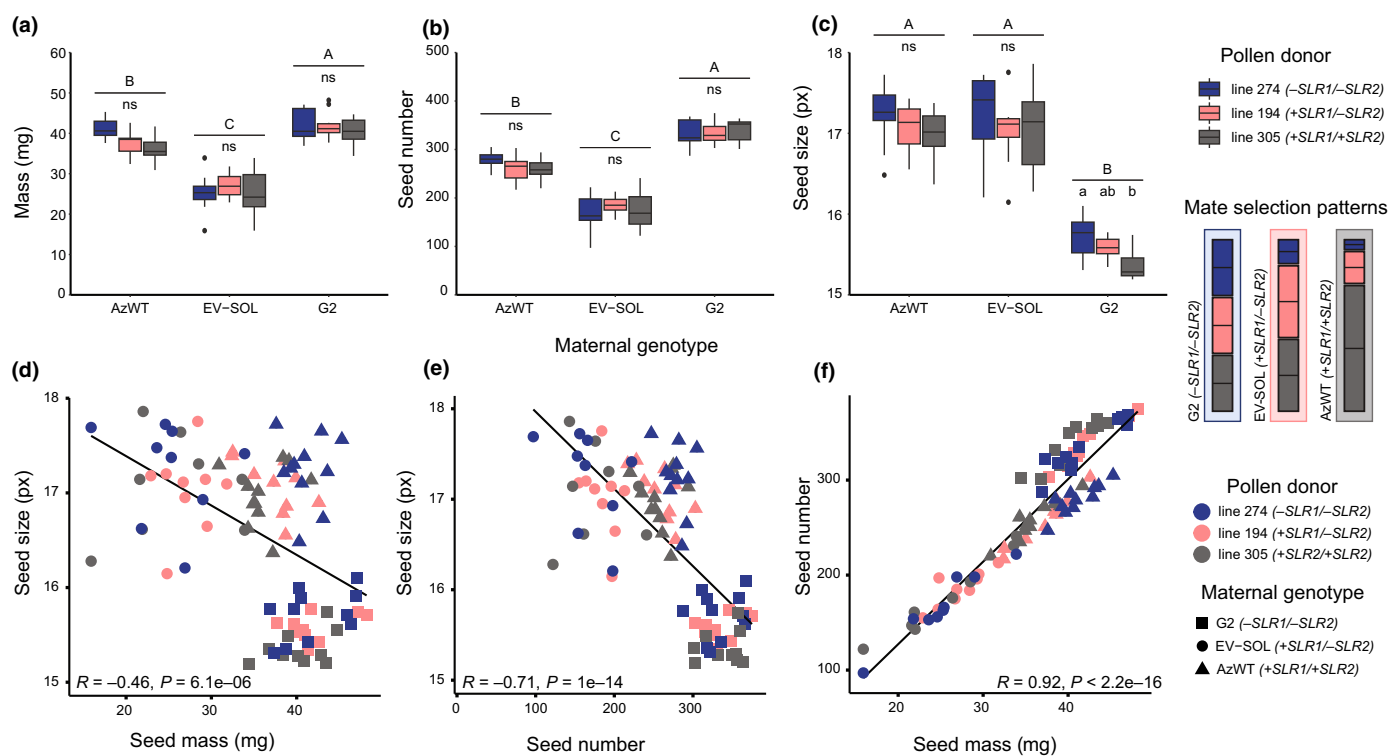 (a)
B
ns
C
ns
A
ns
Mass (mg)
60
50
40
30
20
10
0
AzWT
EV−SOL
G2
(b)
B
ns
C
ns
A
ns
Seed number
500
400
300
200
100
0
AzWT
EV−SOL
G2
Maternal genotype
(c)
A
ns
A
ns
B
a
ab
b
Seed size (px)
18
17
16
15
AzWT
EV−SOL
G2
Pollen donor
line 274 (−SLR1/−SLR2)
line 194 (+SLR1/−SLR2)
line 305 (+SLR1/+SLR2)
Mate selection patterns
G2 (−SLR1/−SLR2)
EV-SOL (+SLR1/−SLR2)
AzWT (+SLR1/+SLR2)
(d)
Seed size (px)
18
17
16
15
R = −0.46, P = 6.1e−06
20
40
Seed mass (mg)
(e)
Seed size (px)
18
17
16
15
R = −0.71, P = 1e−14
0
100
200
300
Seed number
(f)
Seed number
300
200
100
R = 0.92, P < 2.2e−16
20
40
Seed mass (mg)
Pollen donor
line 274 (−SLR1/−SLR2)
line 194 (+SLR1/−SLR2)
line 305 (+SLR2/+SLR2)
Maternal genotype
G2 (−SLR1/−SLR2)
EV−SOL (+SLR1/−SLR2)
AzWT (+SLR1/+SLR2)